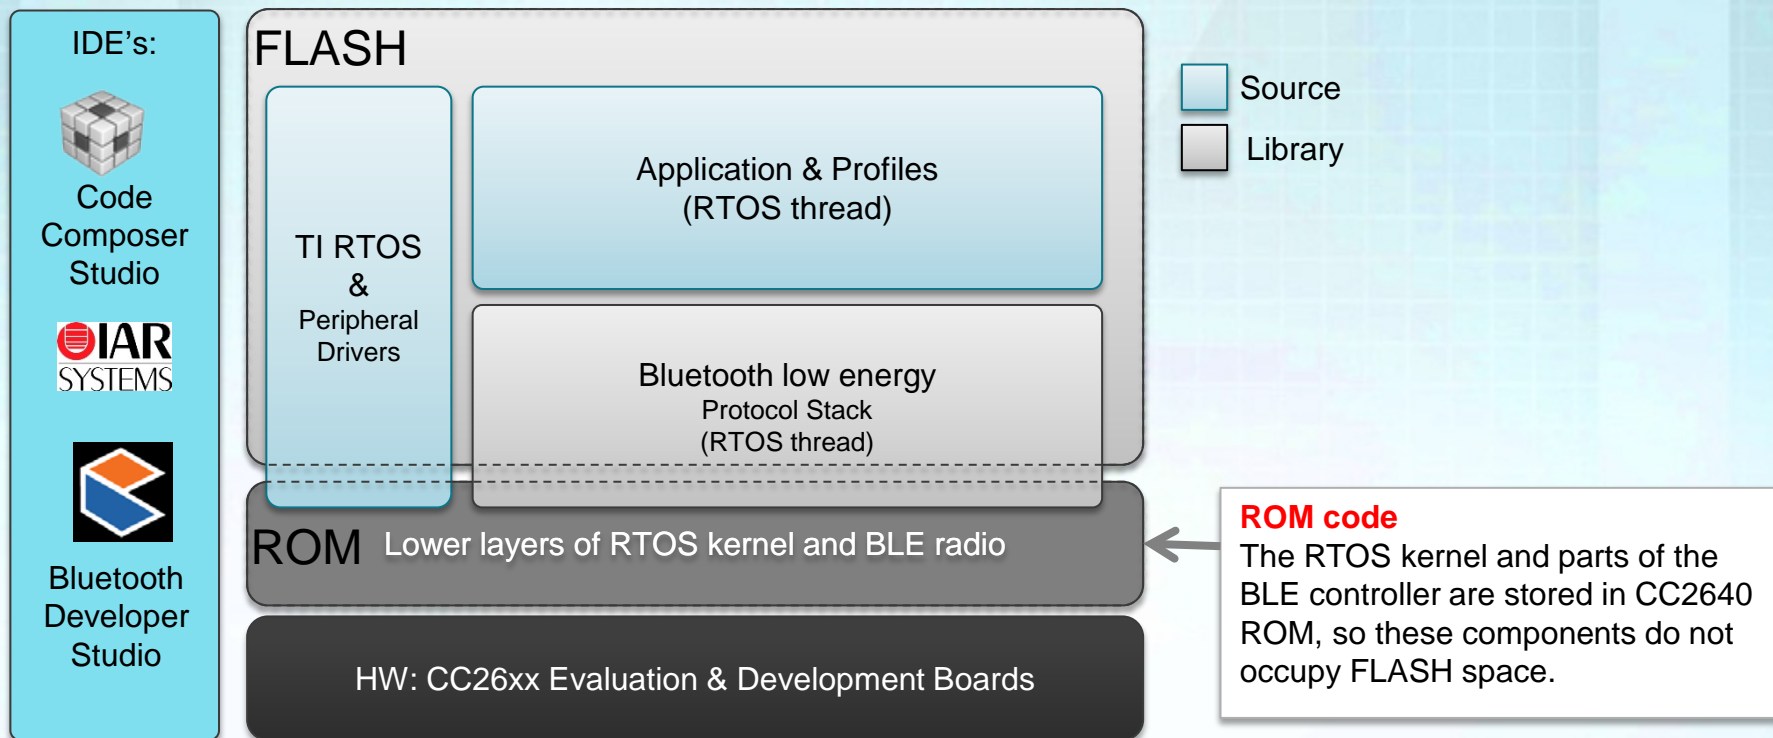 IDE's:
Code
Composer
Studio
IAR
SYSTEMS
Bluetooth
Developer
Studio
FLASH
TI RTOS
&
Peripheral
Drivers
Application & Profiles
(RTOS thread)
Bluetooth low energy
Protocol Stack
(RTOS thread)
ROM Lower layers of RTOS kernel and BLE radio
HW: CC26xx Evaluation & Development Boards
Source
Library
ROM code
The RTOS kernel and parts of the
BLE controller are stored in CC2640
ROM, so these components do not
occupy FLASH space.